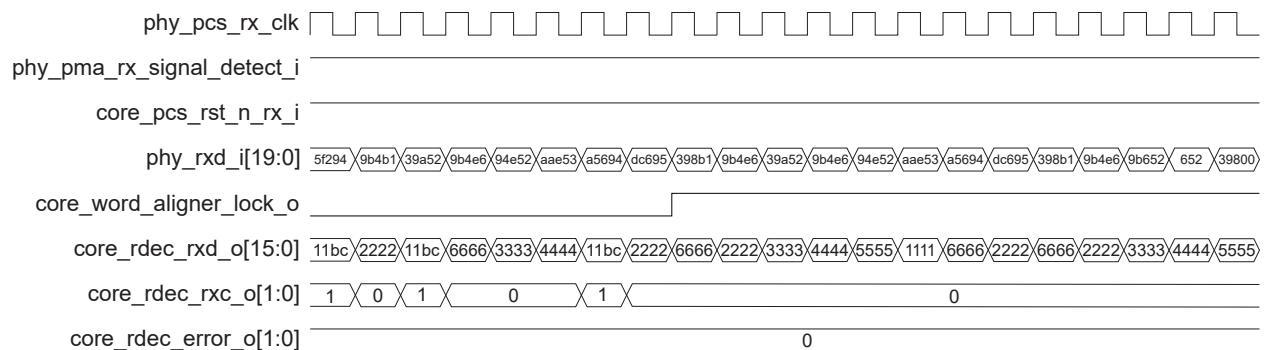 phy_pcs_rx_clk
phy_pma_rx_signal_detect_i
core_pcs_rst_n_rx_i
phy_rxd_i[19:0] 5f294 9b4b1 39a52 9b4e6 94e52 aae53 a5694 dc695 398b1 9b4e6 39a52 9b4e6 94e52 aae53 a5694 dc695 398b1 9b4e6 9b652 652 39800
core_word_aligner_lock_o
core_rdec_rxd_o[15:0] 11bc 2222 11bc 6666 3333 4444 11bc 2222 6666 2222 3333 4444 5555 1111 6666 2222 6666 2222 3333 4444 5555
core_rdec_rxc_o[1:0] 1 0 1 0 1 0
core_rdec_error_o[1:0] 0